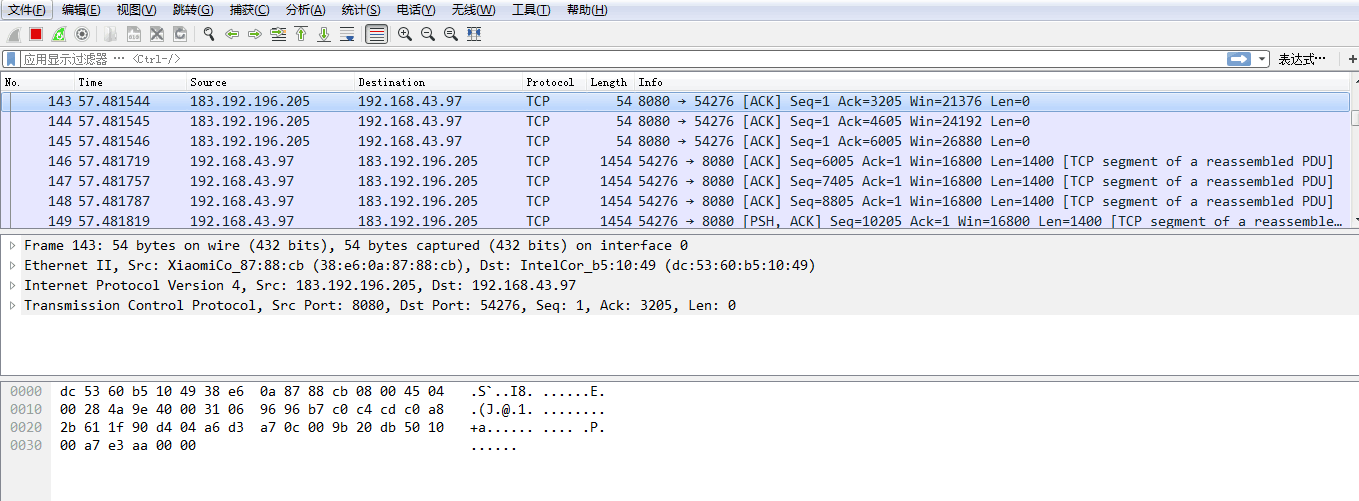 文件(F) 编辑(E) 视图(V) 跳转(G) 捕获(C) 分析(A) 统计(S) 电话(Y) 无线(W) 工具(T) 帮助(H)
应用显示过滤器 … <Ctrl-/> 表达式… +
No. Time Source Destination Protocol Length Info
143 57.481544 183.192.196.205 192.168.43.97 TCP 54 8080 → 54276 [ACK] Seq=1 Ack=3205 Win=21376 Len=0
144 57.481545 183.192.196.205 192.168.43.97 TCP 54 8080 → 54276 [ACK] Seq=1 Ack=4605 Win=24192 Len=0
145 57.481546 183.192.196.205 192.168.43.97 TCP 54 8080 → 54276 [ACK] Seq=1 Ack=6005 Win=26880 Len=0
146 57.481719 192.168.43.97 183.192.196.205 TCP 1454 54276 → 8080 [ACK] Seq=6005 Ack=1 Win=16800 Len=1400 [TCP segment of a reassembled PDU]
147 57.481757 192.168.43.97 183.192.196.205 TCP 1454 54276 → 8080 [ACK] Seq=7405 Ack=1 Win=16800 Len=1400 [TCP segment of a reassembled PDU]
148 57.481787 192.168.43.97 183.192.196.205 TCP 1454 54276 → 8080 [ACK] Seq=8805 Ack=1 Win=16800 Len=1400 [TCP segment of a reassembled PDU]
149 57.481819 192.168.43.97 183.192.196.205 TCP 1454 54276 → 8080 [PSH, ACK] Seq=10205 Ack=1 Win=16800 Len=1400 [TCP segment of a reassemble…
Frame 143: 54 bytes on wire (432 bits), 54 bytes captured (432 bits) on interface 0
Ethernet II, Src: XiaomiCo_87:88:cb (38:e6:0a:87:88:cb), Dst: IntelCor_b5:10:49 (dc:53:60:b5:10:49)
Internet Protocol Version 4, Src: 183.192.196.205, Dst: 192.168.43.97
Transmission Control Protocol, Src Port: 8080, Dst Port: 54276, Seq: 1, Ack: 3205, Len: 0
0000 dc 53 60 b5 10 49 38 e6 0a 87 88 cb 08 00 45 04 .S`..I8. ......E.
0010 00 28 4a 9e 40 00 31 06 96 96 b7 c0 c4 cd c0 a8 .(J.@.1. ........
0020 2b 61 1f 90 d4 04 a6 d3 a7 0c 00 9b 20 db 50 10 +a...... .... .P.
0030 00 a7 e3 aa 00 00 ......